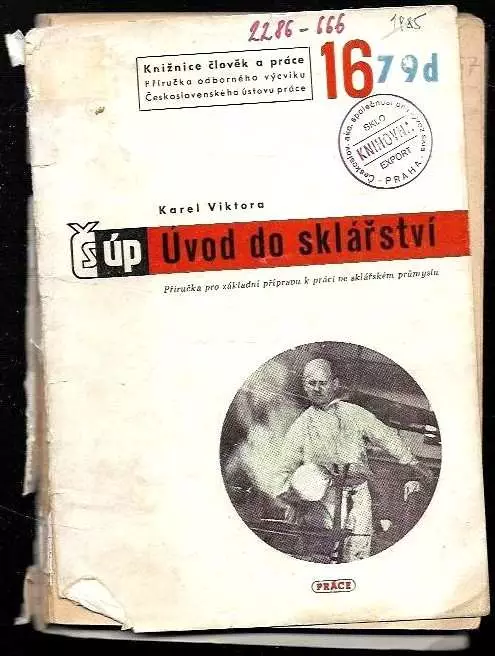 2286-666
1985
Knižnice člověk a práce
Příručka odborného výcviku
Československého ústavu práce
16
79d
SKLO
KNIHOVNA
EXPORT
PRAHA
Karel Viktora
ČsÚP
Úvod do sklářství
Příručka pro základní přípravu k práci ve sklářském průmyslu
PRÁCE